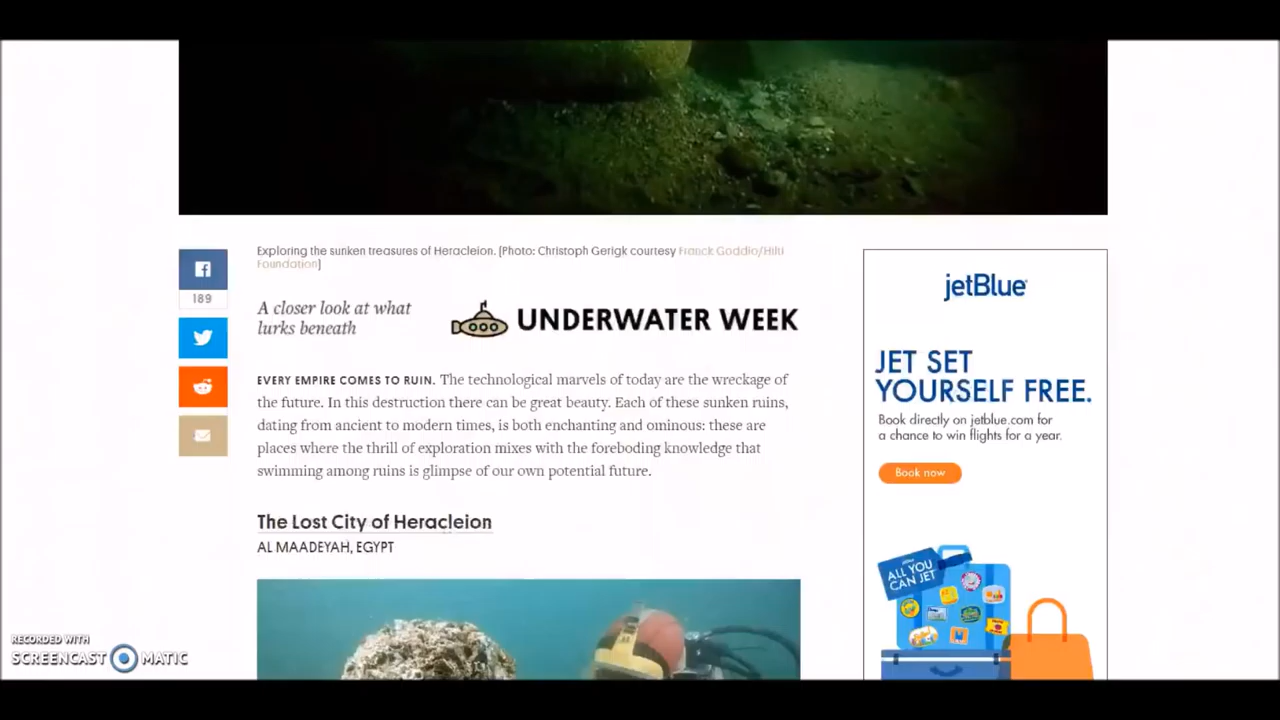 Exploring the sunken treasures of Heracleion. (Photo: Christoph Gerigk courtesy Franck Goddio/Hilti
Foundation)
189
A closer look at what
lurks beneath
UNDERWATER WEEK
EVERY EMPIRE COMES TO RUIN. The technological marvels of today are the wreckage of
the future. In this destruction there can be great beauty. Each of these sunken ruins,
dating from ancient to modern times, is both enchanting and ominous: these are
places where the thrill of exploration mixes with the foreboding knowledge that
swimming among ruins is glimpse of our own potential future.
The Lost City of Heracleion
AL MAADEYAH, EGYPT
jetBlue
JET SET
YOURSELF FREE.
Book directly on jetblue.com for
a chance to win flights for a year.
Book now
ALL YOU
CAN JET
RECORDED WITH
SCREENCAST MATIC